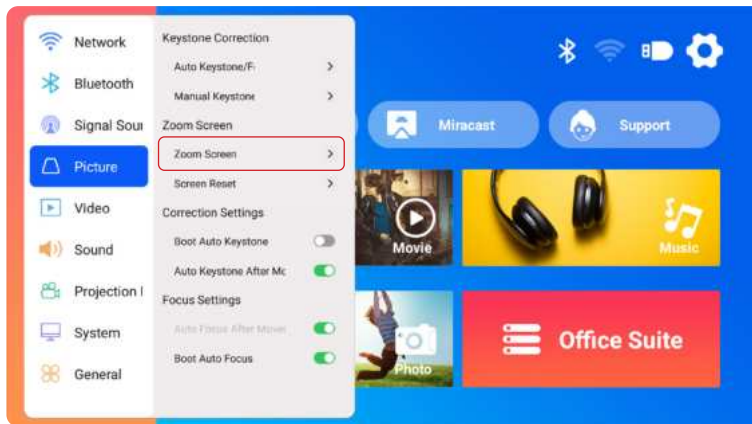 Network
Bluetooth
Signal Sour
Picture
Video
Sound
Projection I
System
General
Keystone Correction
Auto Keystone/F
Manual Keystone
Zoom Screen
Zoom Screen
Screen Reset
Correction Settings
Boot Auto Keystone
Auto Keystone After Mc
Focus Settings
Auto Focus After Movem
Boot Auto Focus
Miracast
Support
Movie
Music
Photo
Office Suite